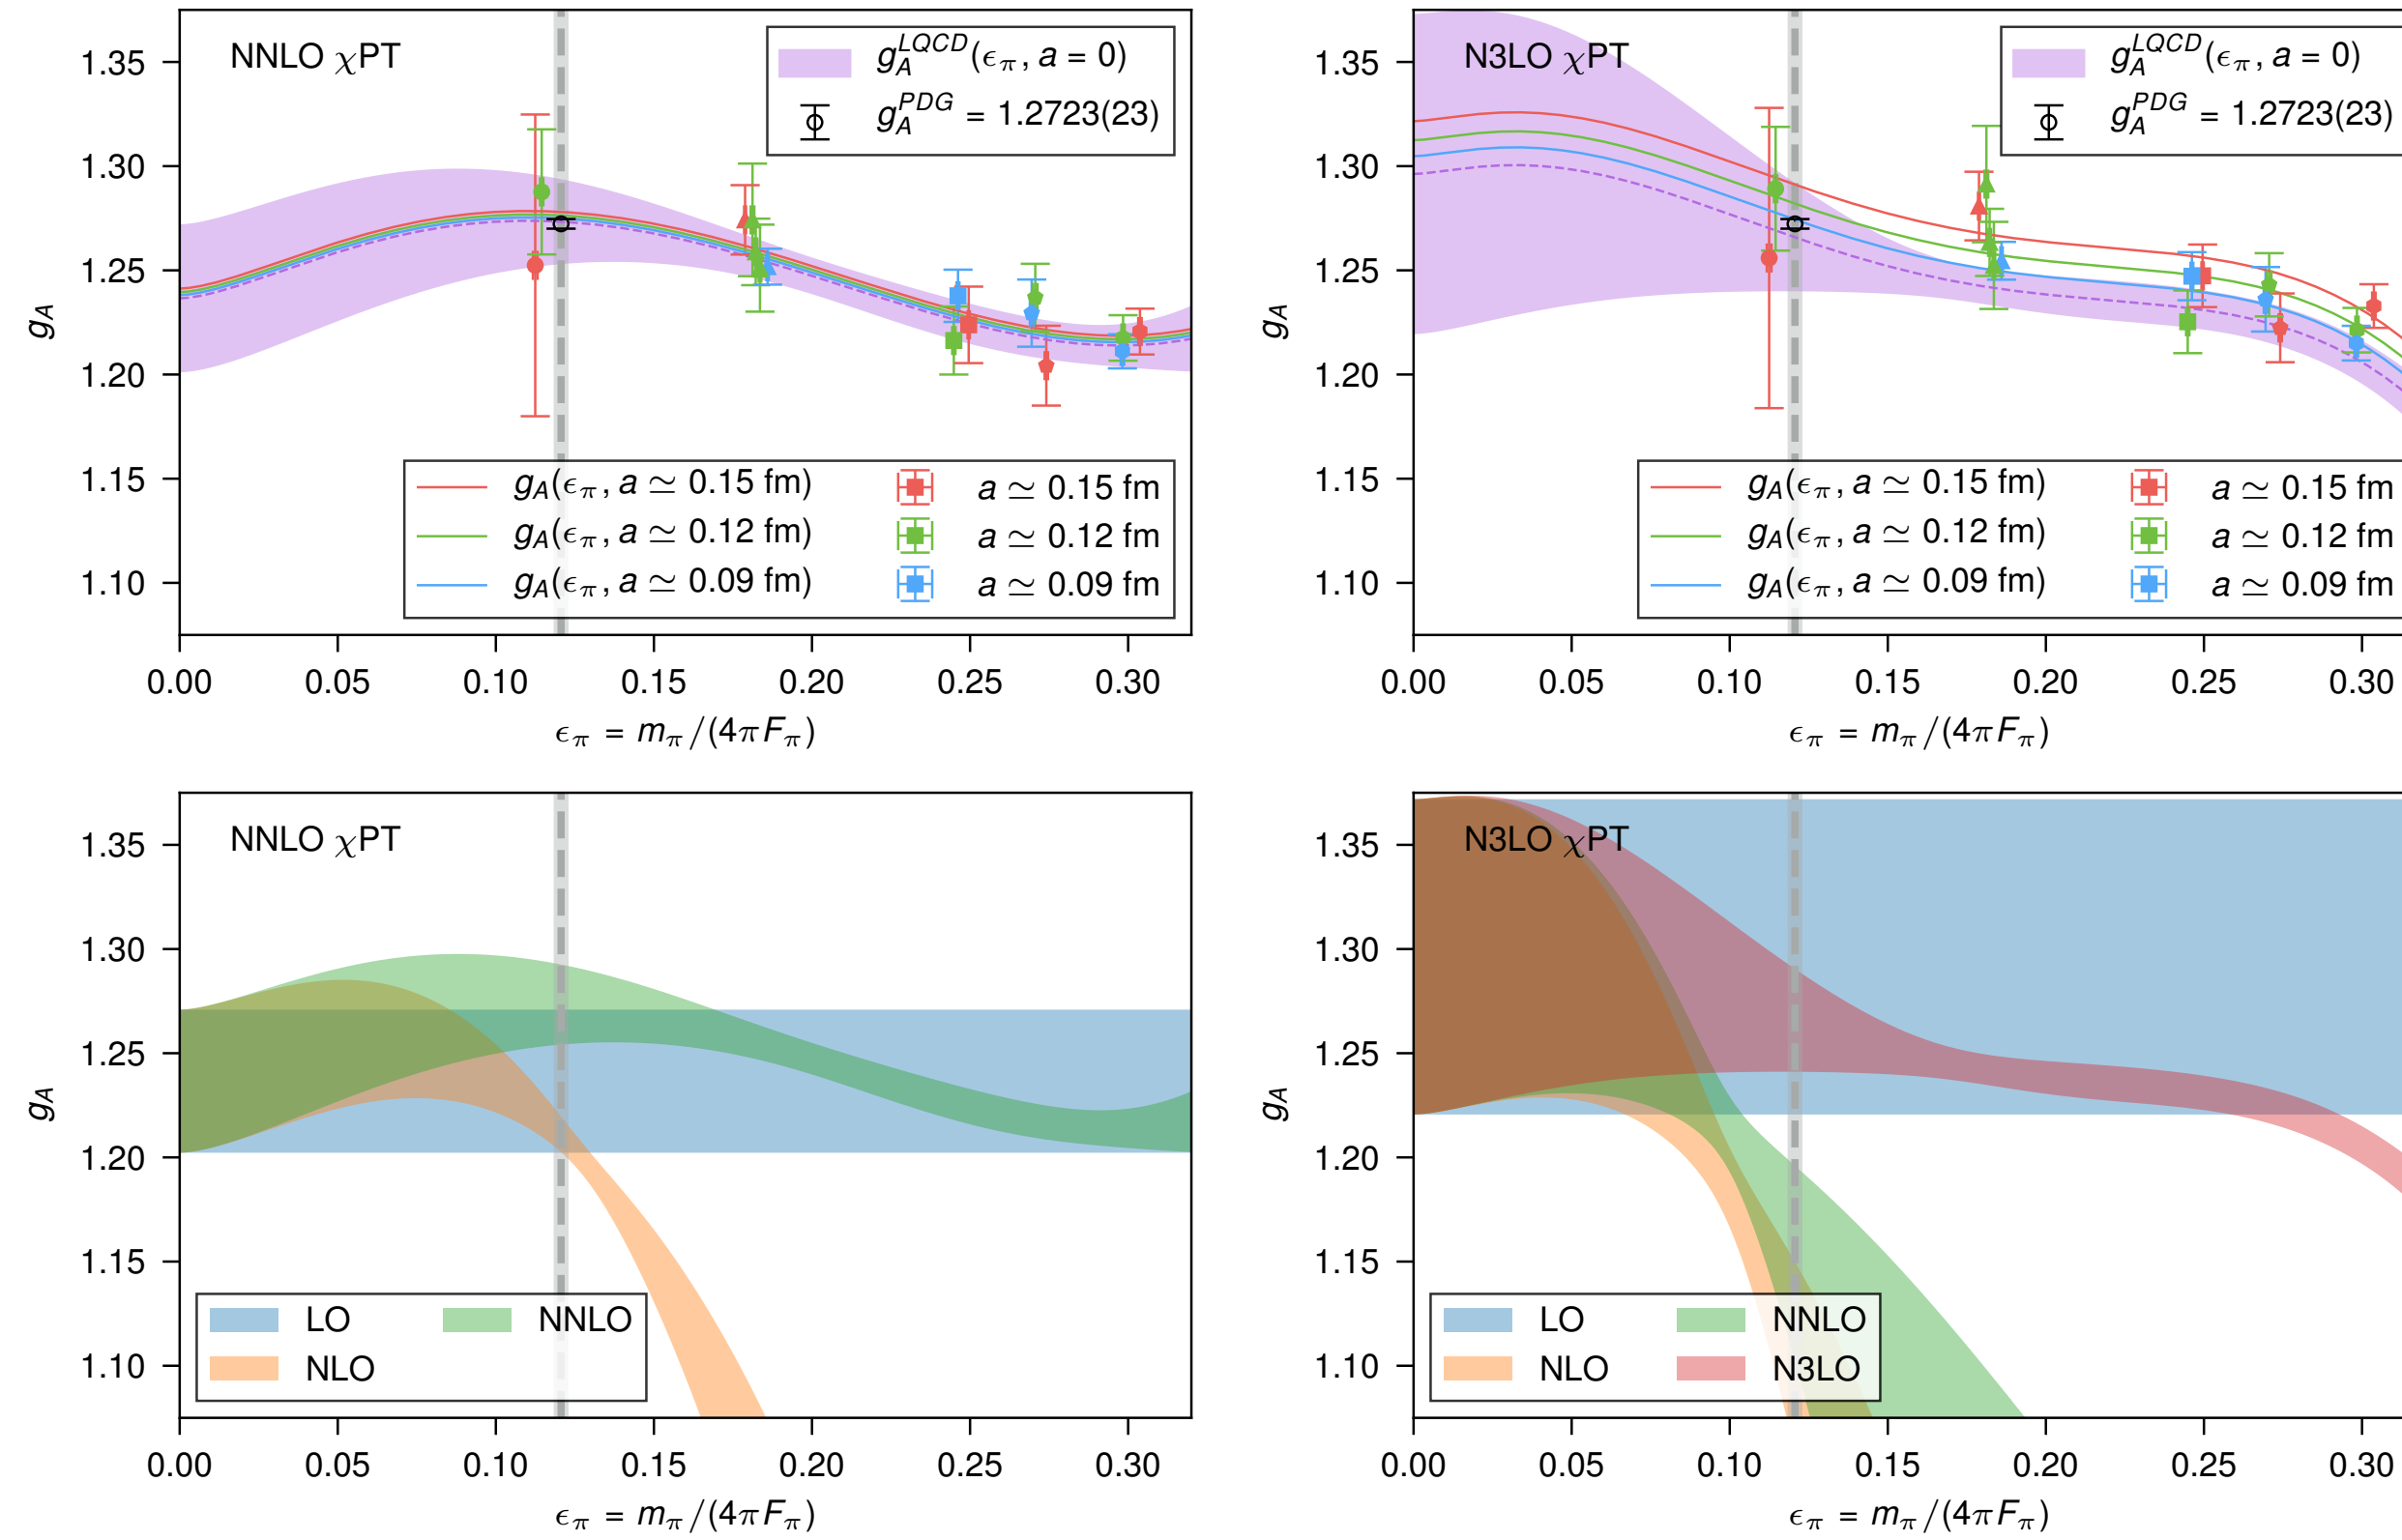 NNLO χPT
g_A^{LQCD}(ϵ_π, a = 0)
g_A^{PDG} = 1.2723(23)
1.35
1.30
1.25
1.20
1.15
1.10
g_A
g_A(ϵ_π, a ≃ 0.15 fm) a ≃ 0.15 fm
g_A(ϵ_π, a ≃ 0.12 fm) a ≃ 0.12 fm
g_A(ϵ_π, a ≃ 0.09 fm) a ≃ 0.09 fm
0.00 0.05 0.10 0.15 0.20 0.25 0.30
ϵ_π = m_π/(4πF_π)
N3LO χPT
g_A^{LQCD}(ϵ_π, a = 0)
g_A^{PDG} = 1.2723(23)
1.35
1.30
1.25
1.20
1.15
1.10
g_A
g_A(ϵ_π, a ≃ 0.15 fm) a ≃ 0.15 fm
g_A(ϵ_π, a ≃ 0.12 fm) a ≃ 0.12 fm
g_A(ϵ_π, a ≃ 0.09 fm) a ≃ 0.09 fm
0.00 0.05 0.10 0.15 0.20 0.25 0.30
ϵ_π = m_π/(4πF_π)
NNLO χPT
1.35
1.30
1.25
1.20
1.15
1.10
g_A
LO NNLO
NLO
0.00 0.05 0.10 0.15 0.20 0.25 0.30
ϵ_π = m_π/(4πF_π)
N3LO χPT
1.35
1.30
1.25
1.20
1.15
1.10
g_A
LO NNLO
NLO N3LO
0.00 0.05 0.10 0.15 0.20 0.25 0.30
ϵ_π = m_π/(4πF_π)